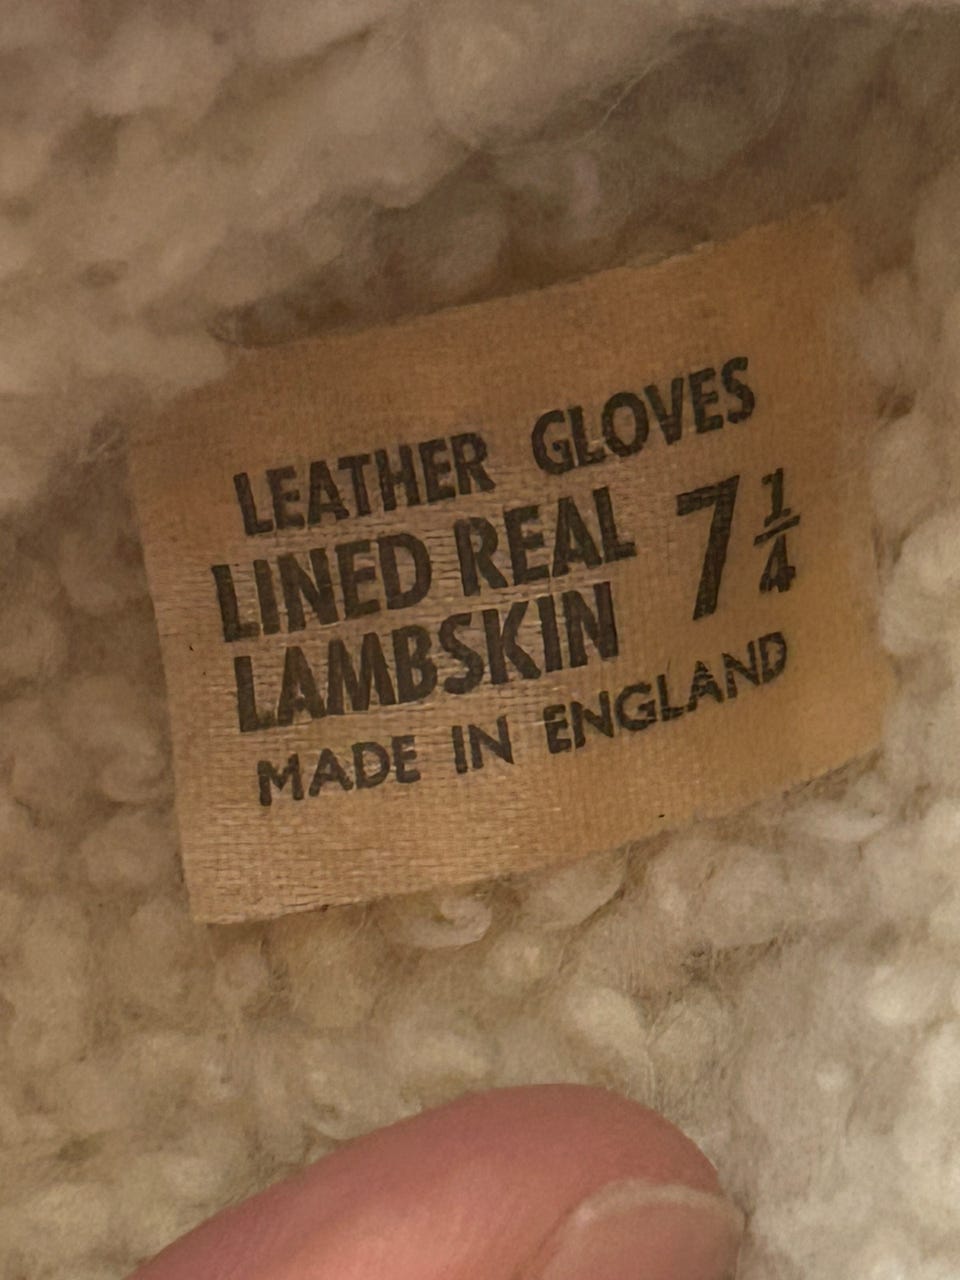 LEATHER GLOVES
LINED REAL 7 1/4
LAMBSKIN
MADE IN ENGLAND